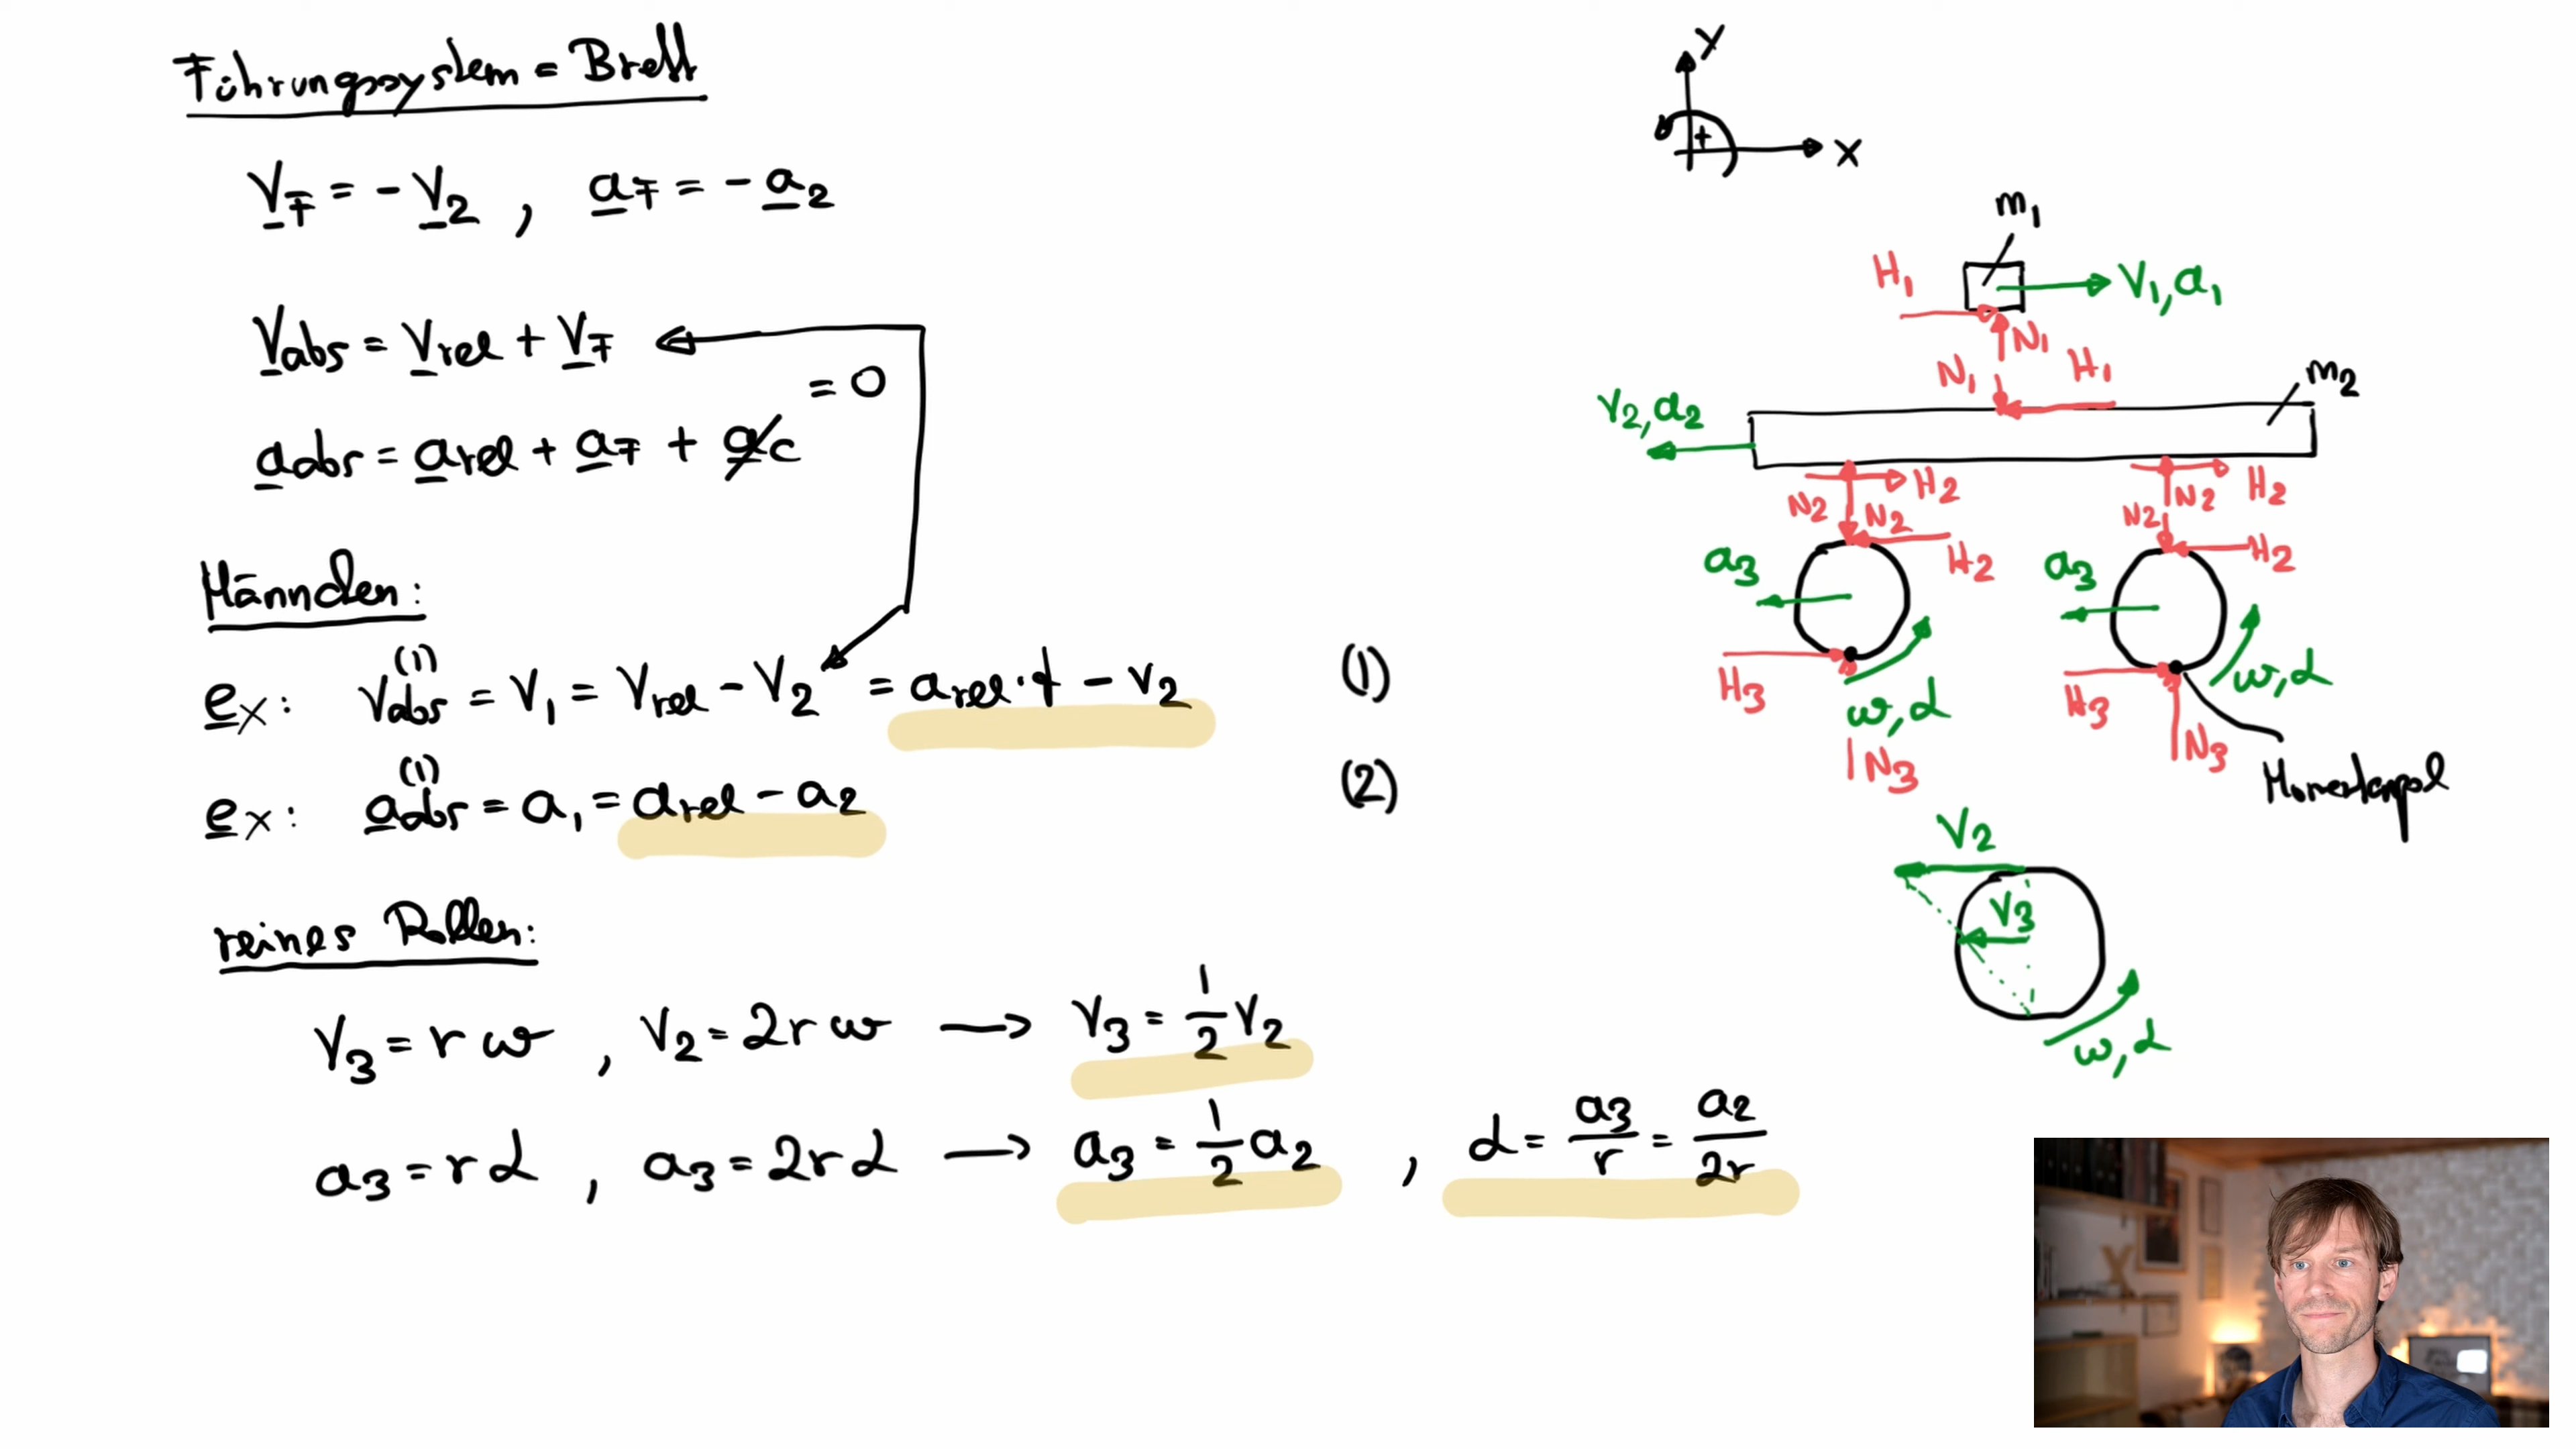 Führungssystem = Brett
v_F = - v_2 , a_F = - a_2
v_abs = v_rel + v_F
= 0
a_abs = a_rel + a_F + a_c
Männchen:
e_x: v_abs^(1) = v_1 = v_rel - v_2 = a_rel · t - v_2 (1)
e_x: a_abs^(1) = a_1 = a_rel - a_2 (2)
reines Rollen:
v_3 = r ω , v_2 = 2 r ω → v_3 = 1/2 v_2
a_3 = r α , a_3 = 2 r α → a_3 = 1/2 a_2 , α = a_3/r = a_2/2r
y
+
x
m_1
H_1
v_1, a_1
N_1
N_1 H_1
m_2
v_2, a_2
H_2 H_2
N_2 N_2 N_2 N_2
H_2 H_2
a_3 a_3
H_3 H_3
ω, α ω, α
N_3 N_3
Momentanpol
v_2
v_3
ω, α